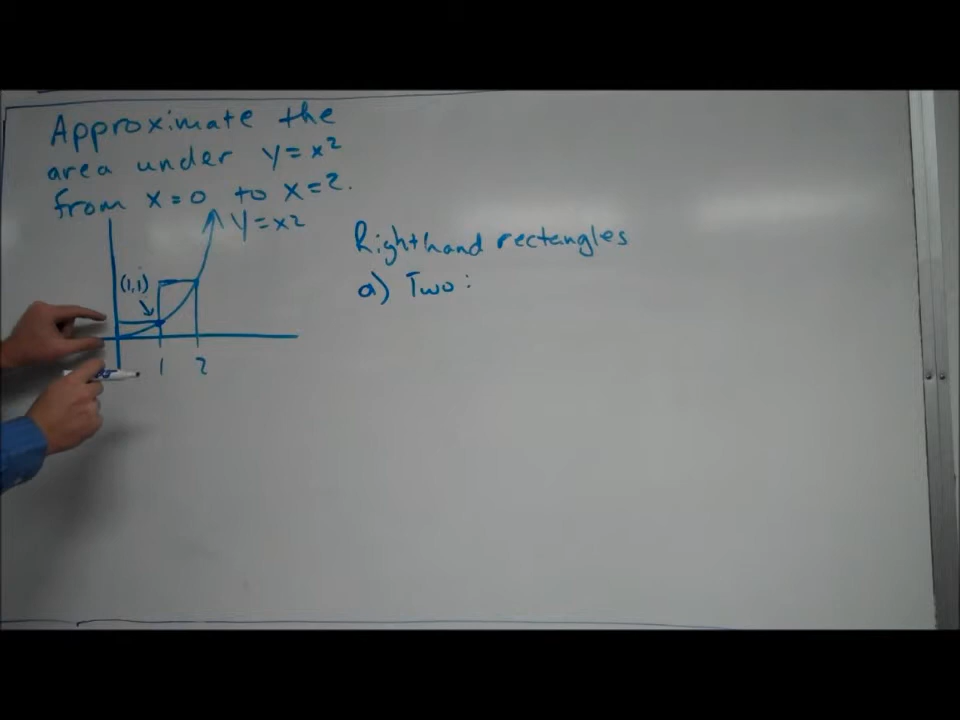 Approximate the
area under y=x²
from x=0 to x=2.
y=x²
Righthand rectangles
(1,1)
a) Two:
1 2